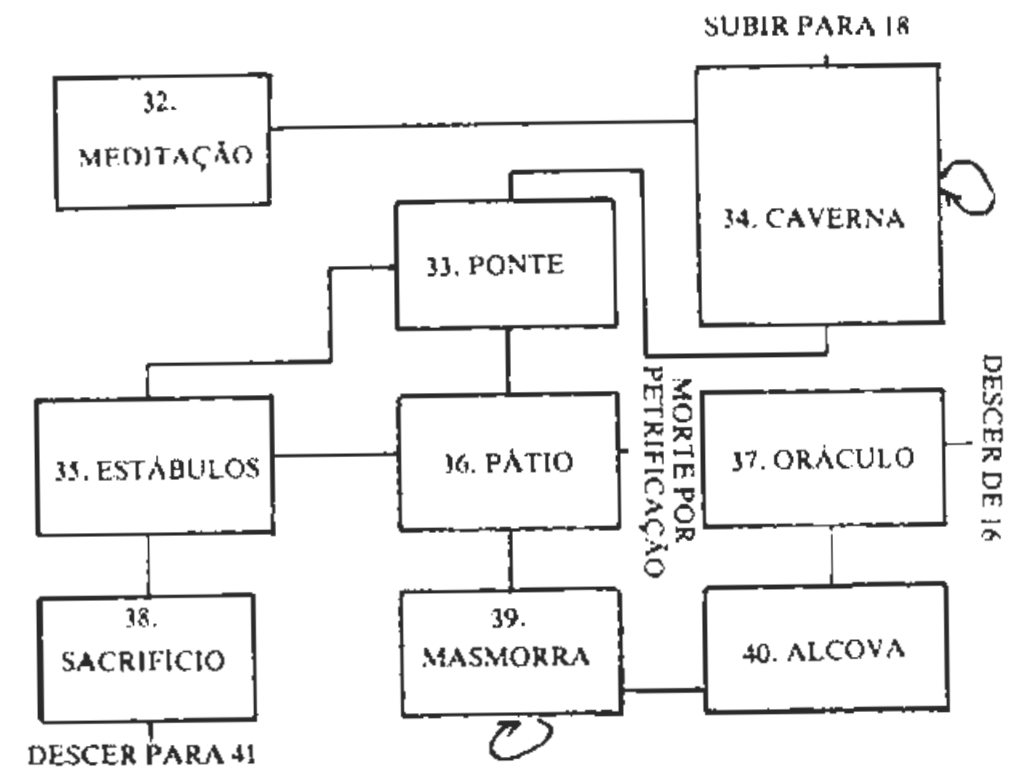 SUBIR PARA 18
32.
MEDITAÇÃO
34. CAVERNA
33. PONTE
35. ESTÁBULOS
36. PÁTIO
MORTE POR
PETRIFICAÇÃO
37. ORÁCULO
DESCER DE 16
38.
SACRIFÍCIO
39.
MASMORRA
40. ALCOVA
DESCER PARA 41